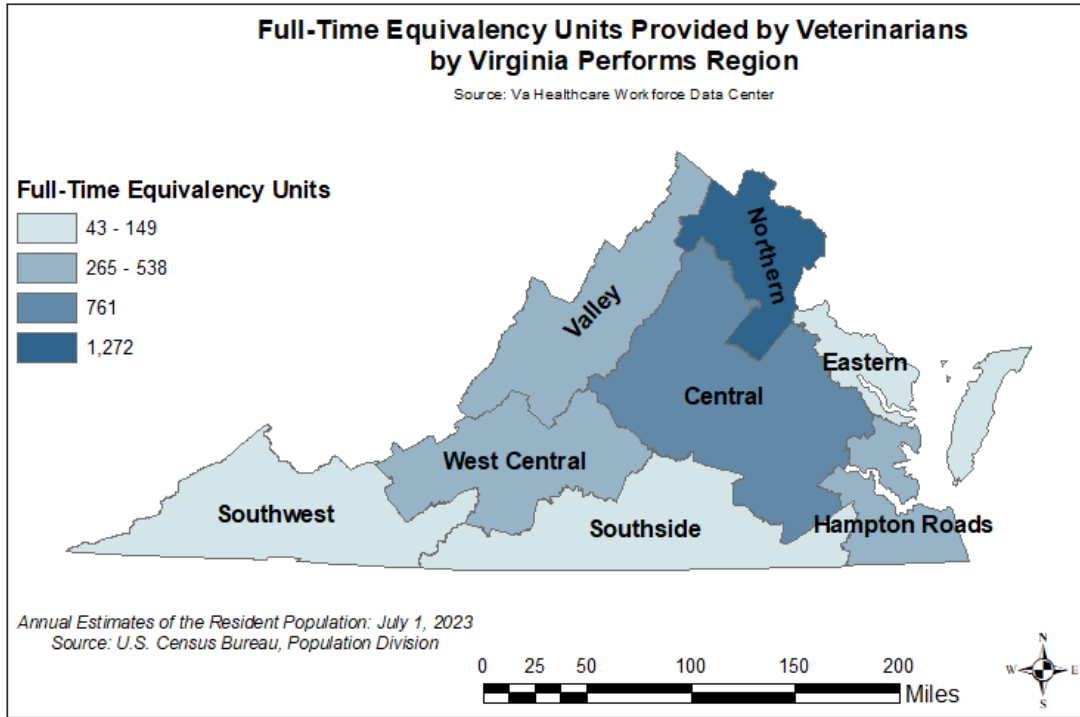 Full-Time Equivalency Units Provided by Veterinarians
by Virginia Performs Region
Source: Va Healthcare Workforce Data Center
Full-Time Equivalency Units
43 - 149
265 - 538
761
1,272
Northern
Valley
Eastern
Central
West Central
Southwest
Southside
Hampton Roads
Annual Estimates of the Resident Population: July 1, 2023
Source: U.S. Census Bureau, Population Division
0 25 50 100 150 200
Miles
N
W E
S